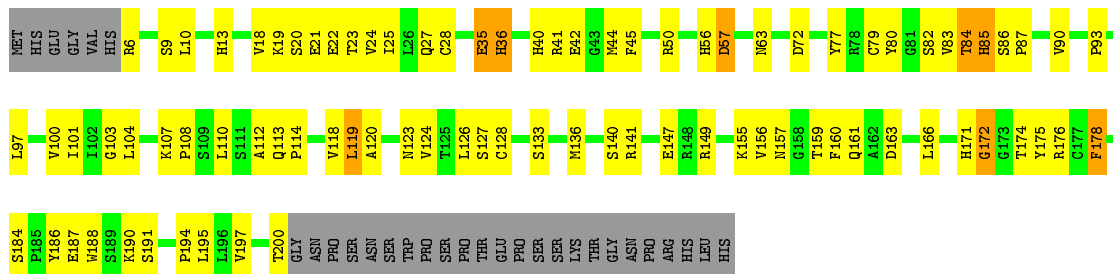 MET HIS GLU GLY VAL HIS R6 S9 L10 H13 V18 K19 S20 E21 E22 T23 V24 I25 L26 Q27 C28 E35 H36 H40 R41 E42 G43 M44 F45 R50 H56 D57 N63 D72 Y77 R78 C79 Y80 G81 S82 V83 T84 H85 S86 P87 V90 P93
L97 V100 I101 I102 G103 L104 K107 P108 S109 L110 S111 A112 Q113 P114 V118 L119 A120 N123 V124 T125 L126 S127 C128 S133 M136 S140 R141 E147 R148 R149 K155 V156 N157 G158 T159 F160 Q161 A162 D163 L166 H171 G172 G173 T174 Y175 R176 C177 F178
S184 P185 Y186 E187 W188 S189 K190 S191 P194 L195 L196 V197 T200 GLY ASN PRO SER ASN SER TRP PRO SER PRO THR GLU PRO SER SER LYS THR GLY ASN PRO ARG HIS LEU HIS